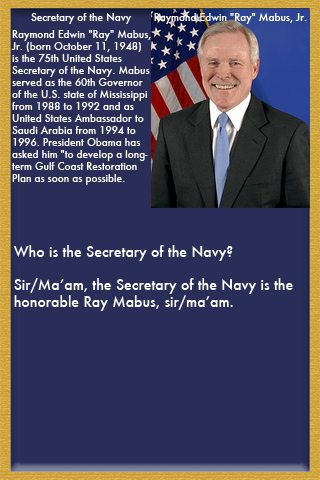 Secretary of the Navy
Raymond Edwin "Ray" Mabus, Jr.
Raymond Edwin "Ray" Mabus,
Jr. (born October 11, 1948)
is the 75th United States
Secretary of the Navy. Mabus
served as the 60th Governor
of the U.S. state of Mississippi
from 1988 to 1992 and as
United States Ambassador to
Saudi Arabia from 1994 to
1996. President Obama has
asked him "to develop a long-
term Gulf Coast Restoration
Plan as soon as possible.
Who is the Secretary of the Navy?
Sir/Ma’am, the Secretary of the Navy is the
honorable Ray Mabus, sir/ma’am.